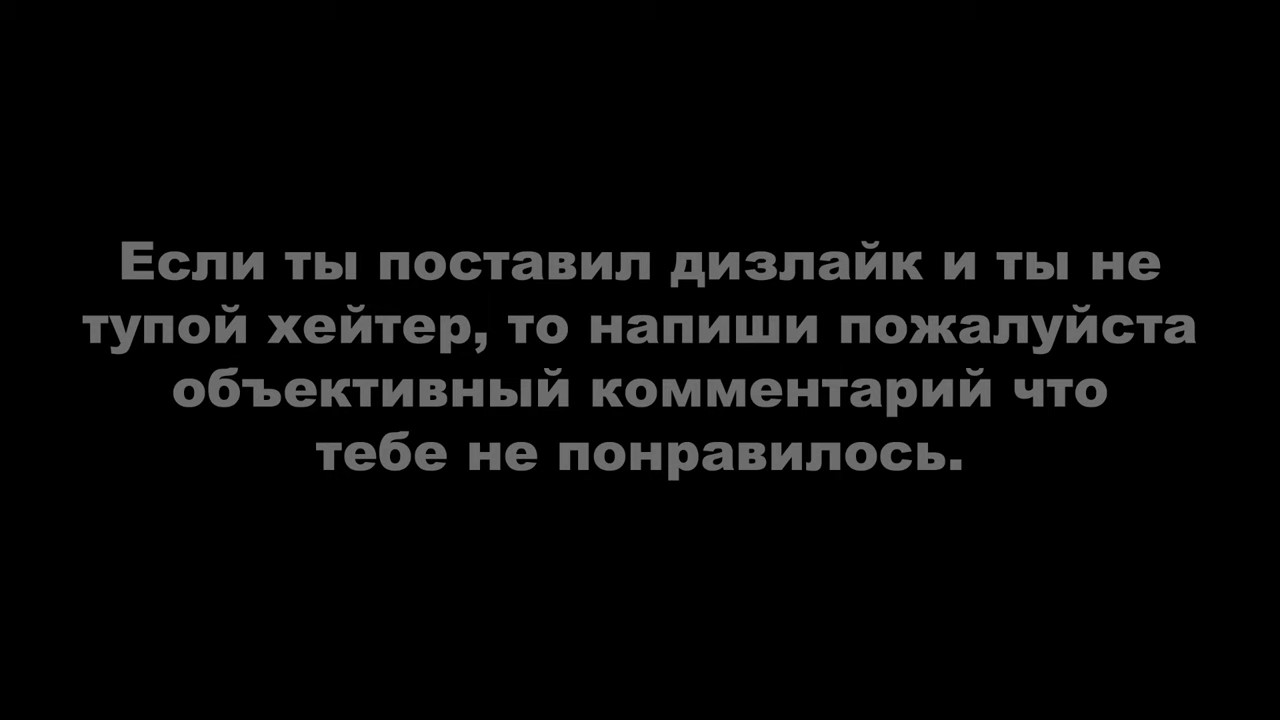 Если ты поставил дизлайк и ты не
тупой хейтер, то напиши пожалуйста
объективный комментарий что
тебе не понравилось.